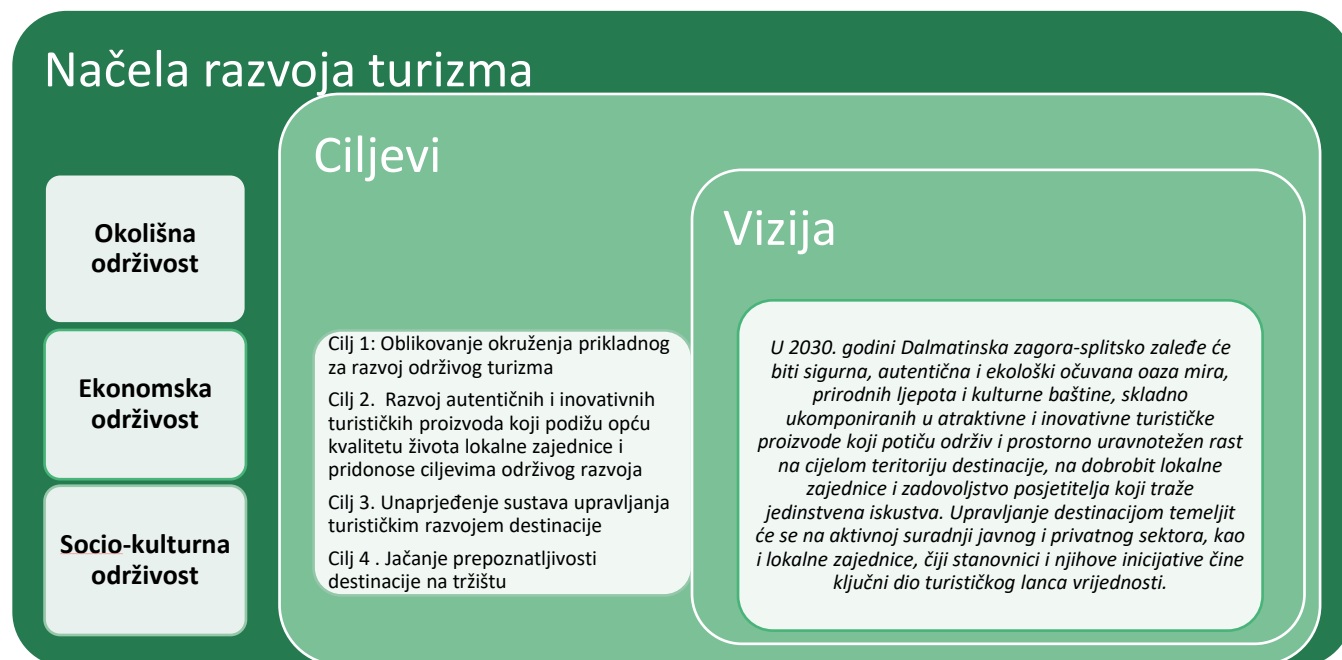 Načela razvoja turizma
Okolišna
održivost
Ekonomska
održivost
Socio-kulturna
održivost
Ciljevi
Cilj 1: Oblikovanje okruženja prikladnog
za razvoj održivog turizma
Cilj 2.  Razvoj autentičnih i inovativnih
turističkih proizvoda koji podižu opću
kvalitetu života lokalne zajednice i
pridonose ciljevima održivog razvoja
Cilj 3. Unaprjeđenje sustava upravljanja
turističkim razvojem destinacije
Cilj 4 . Jačanje prepoznatljivosti
destinacije na tržištu
Vizija
U 2030. godini Dalmatinska zagora-splitsko zaleđe će
biti sigurna, autentična i ekološki očuvana oaza mira,
prirodnih ljepota i kulturne baštine, skladno
ukomponiranih u atraktivne i inovativne turističke
proizvode koji potiču održiv i prostorno uravnotežen rast
na cijelom teritoriju destinacije, na dobrobit lokalne
zajednice i zadovoljstvo posjetitelja koji traže
jedinstvena iskustva. Upravljanje destinacijom temeljit
će se na aktivnoj suradnji javnog i privatnog sektora, kao
i lokalne zajednice, čiji stanovnici i njihove inicijative čine
ključni dio turističkog lanca vrijednosti.